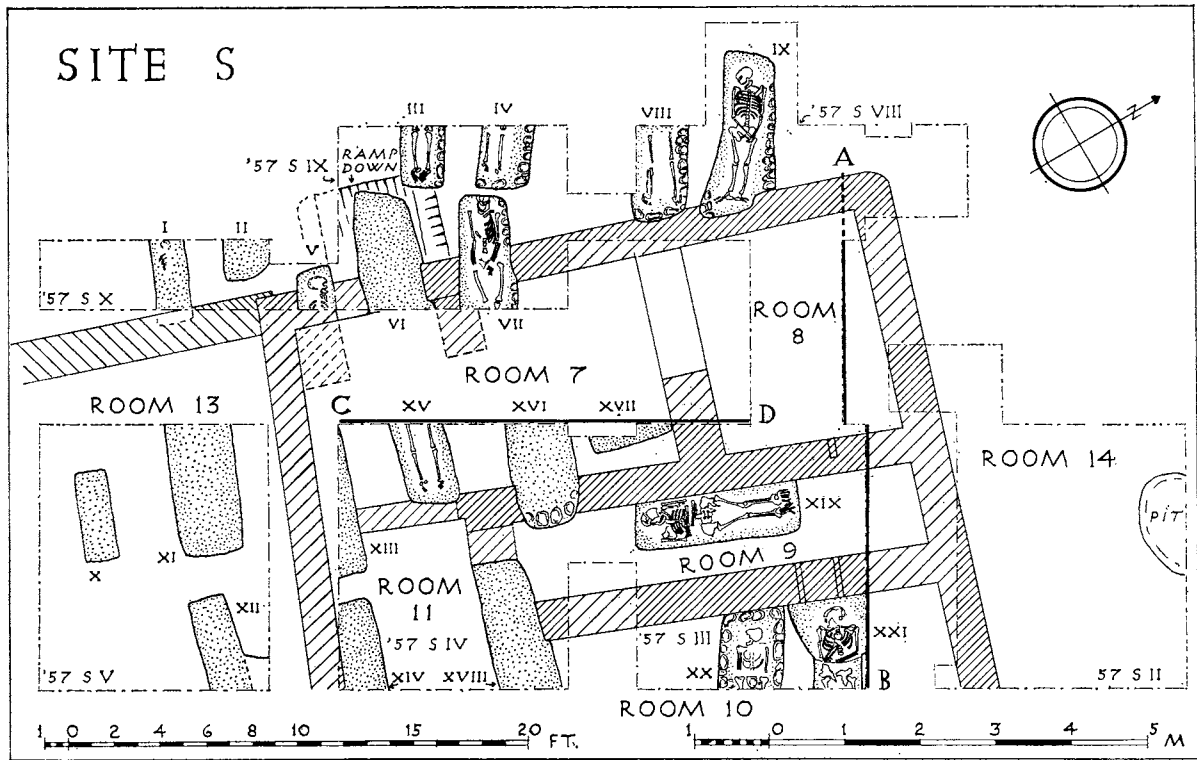 SITE S
IX
III
IV
VIII
'57 S VIII
N
'57 S IX
RAMP
DOWN
A
I
II
V
'57 S X
VI
VII
ROOM
8
ROOM 7
ROOM 13
C
XV
XVI
XVII
D
ROOM 14
XIX
PIT
X
XI
XIII
ROOM 9
ROOM
11
XII
'57 S IV
'57 S III
XXI
'57 S V
XIV
XVIII
XX
B
57 S II
ROOM 10
1 0 2 4 6 8 10 20 FT.
1 0 1 2 3 4 5 M